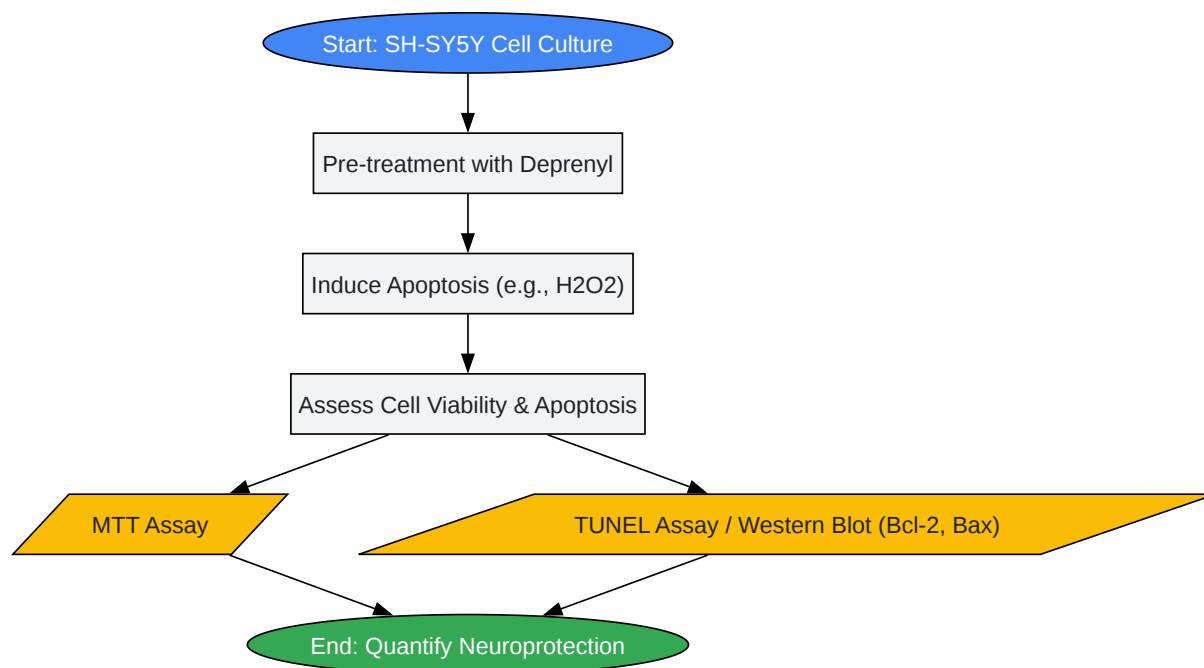 Start: SH-SY5Y Cell Culture
Pre-treatment with Deprenyl
Induce Apoptosis (e.g., H2O2)
Assess Cell Viability & Apoptosis
MTT Assay
TUNEL Assay / Western Blot (Bcl-2, Bax)
End: Quantify Neuroprotection